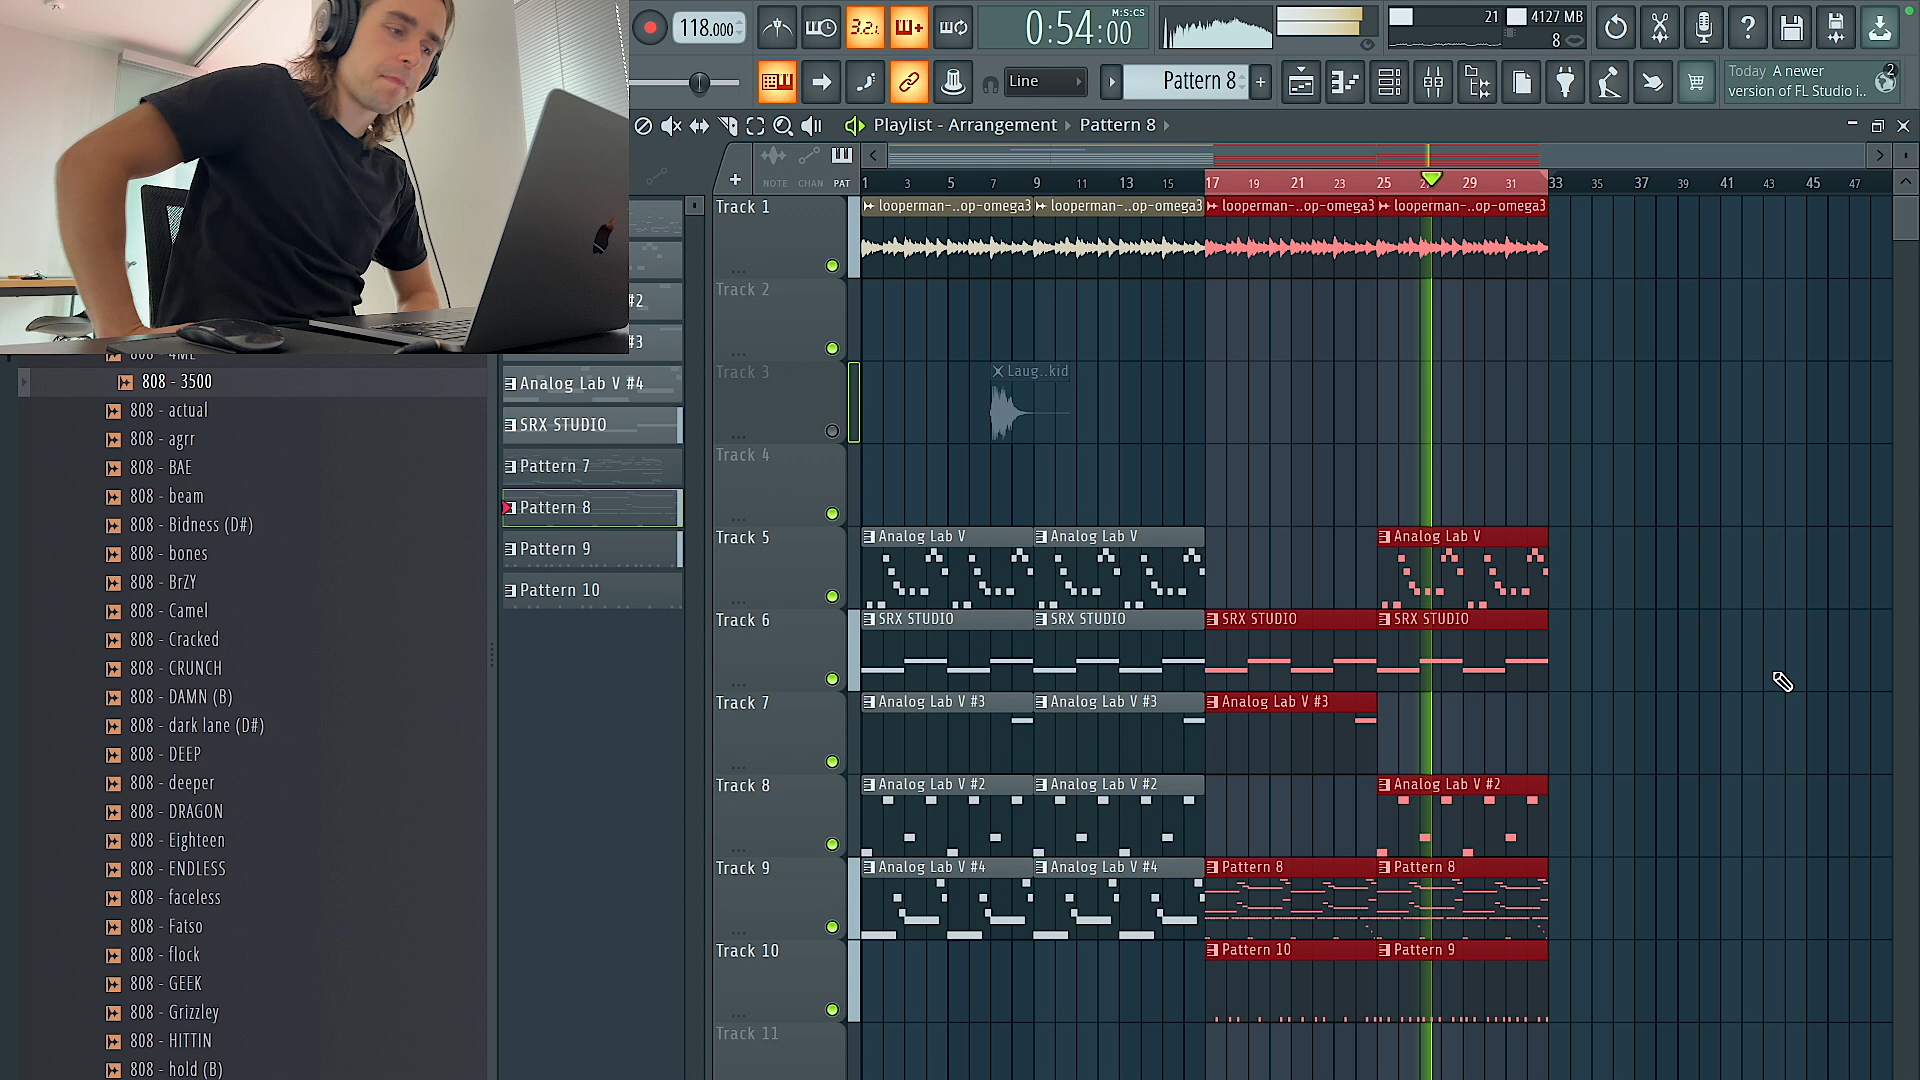 118.000
3.2.
0:54:00
M:S:CS
21
4127 MB
8
Line
Pattern 8
Today A newer
version of FL Studio i..
2
Playlist - Arrangement
Pattern 8
NOTE
CHAN
PAT
1
3
5
7
9
11
13
15
17
19
21
23
25
29
31
33
35
37
39
41
43
45
47
#2
#3
Analog Lab V #4
SRX STUDIO
Pattern 7
Pattern 8
Pattern 9
Pattern 10
808 - 3500
808 - actual
808 - agrr
808 - BAE
808 - beam
808 - Bidness (D#)
808 - bones
808 - BrZY
808 - Camel
808 - Cracked
808 - CRUNCH
808 - DAMN (B)
808 - dark lane (D#)
808 - DEEP
808 - deeper
808 - DRAGON
808 - Eighteen
808 - ENDLESS
808 - faceless
808 - Fatso
808 - flock
808 - GEEK
808 - Grizzley
808 - HITTIN
808 - hold (B)
Track 1
looperman-..op-omega3
looperman-..op-omega3
looperman-..op-omega3
looperman-..op-omega3
Track 2
Track 3
Laug..kid
Track 4
Track 5
Analog Lab V
Analog Lab V
Analog Lab V
Track 6
SRX STUDIO
SRX STUDIO
SRX STUDIO
SRX STUDIO
Track 7
Analog Lab V #3
Analog Lab V #3
Analog Lab V #3
Track 8
Analog Lab V #2
Analog Lab V #2
Analog Lab V #2
Track 9
Analog Lab V #4
Analog Lab V #4
Pattern 8
Pattern 8
Track 10
Pattern 10
Pattern 9
Track 11